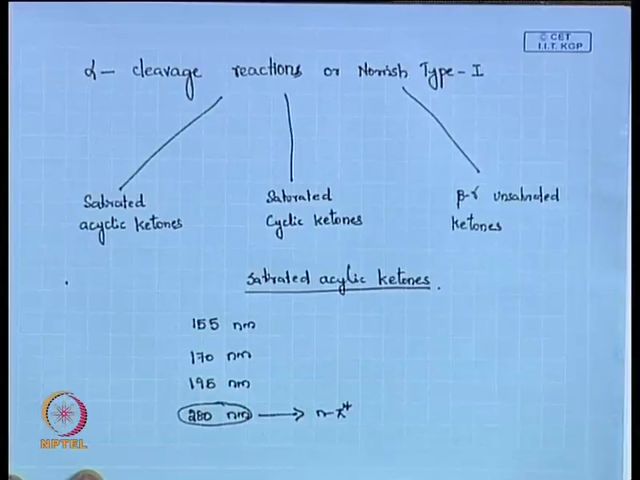 © CET
I.I.T. KGP
α- cleavage reactions or Norrish Type-I
Saturated
acyclic ketones
Saturated
Cyclic ketones
β-γ unsaturated
ketones
Saturated acylic ketones.
155 nm
170 nm
195 nm
280 nm → n-π*
NPTEL